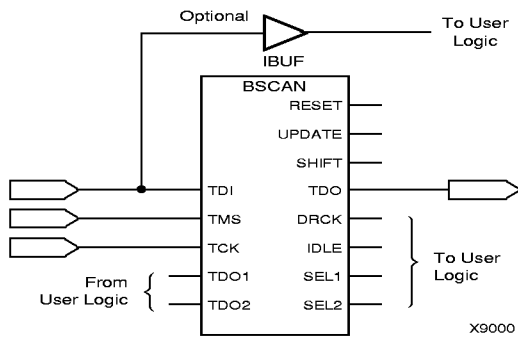 Optional
To User
Logic
IBUF
BSCAN
RESET
UPDATE
SHIFT
TDI
TDO
TMS
DRCK
TCK
IDLE
From
User Logic
TDO1
SEL1
TDO2
SEL2
To User
Logic
X9000